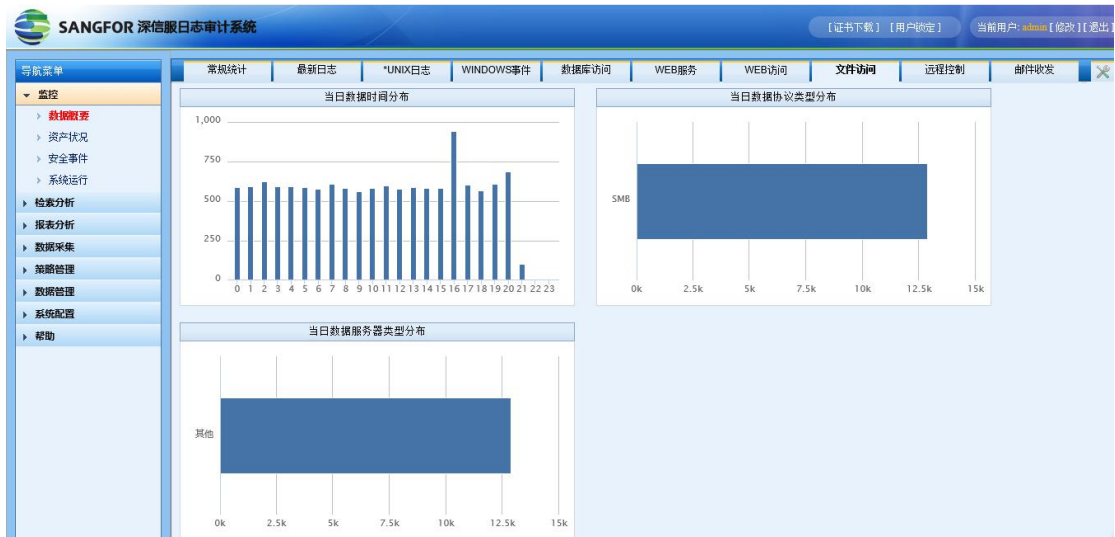 SANGFOR 深信服日志审计系统
[证书下载] [用户锁定] 当前用户: admin [修改] [退出]
导航菜单
常规统计 最新日志 *UNIX日志 WINDOWS事件 数据库访问 WEB服务 WEB访问 文件访问 远程控制 邮件收发
监控
数据概要
资产状况
安全事件
系统运行
检索分析
报表分析
数据采集
策略管理
数据管理
系统配置
帮助
当日数据时间分布
1,000
750
500
250
0
0 1 2 3 4 5 6 7 8 9 10 11 12 13 14 15 16 17 18 19 20 21 22 23
当日数据协议类型分布
SMB
0k 2.5k 5k 7.5k 10k 12.5k 15k
当日数据服务器类型分布
其他
0k 2.5k 5k 7.5k 10k 12.5k 15k